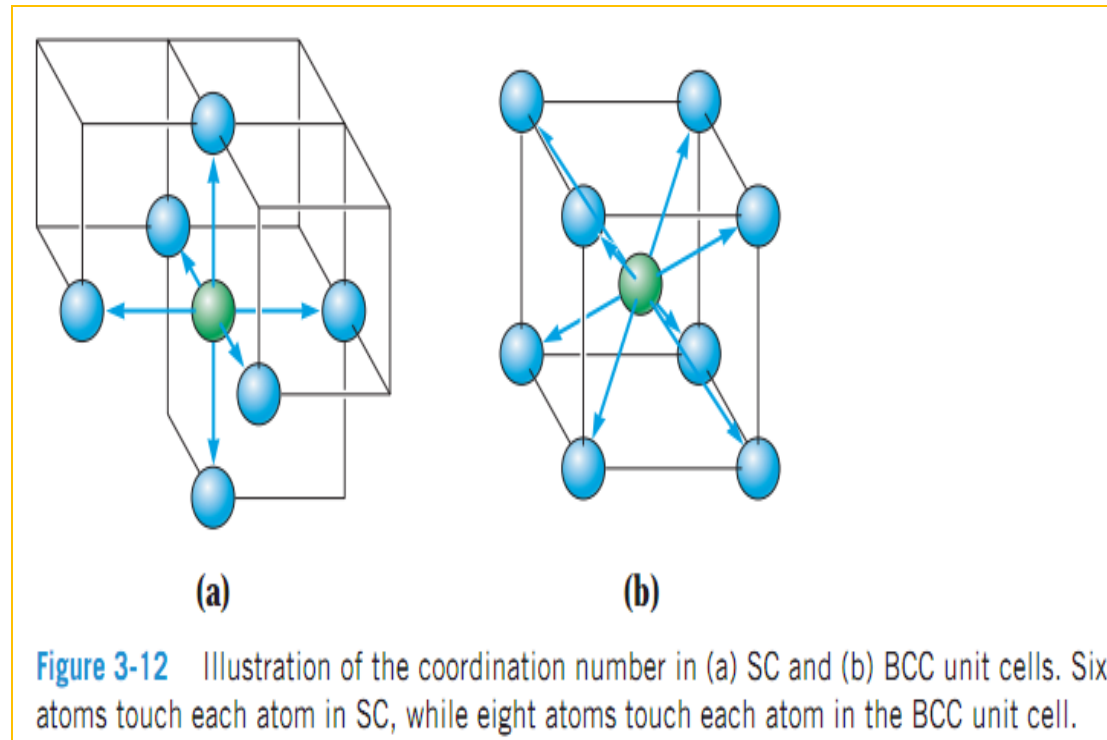 (a) (b)
Figure 3-12 Illustration of the coordination number in (a) SC and (b) BCC unit cells. Six
atoms touch each atom in SC, while eight atoms touch each atom in the BCC unit cell.